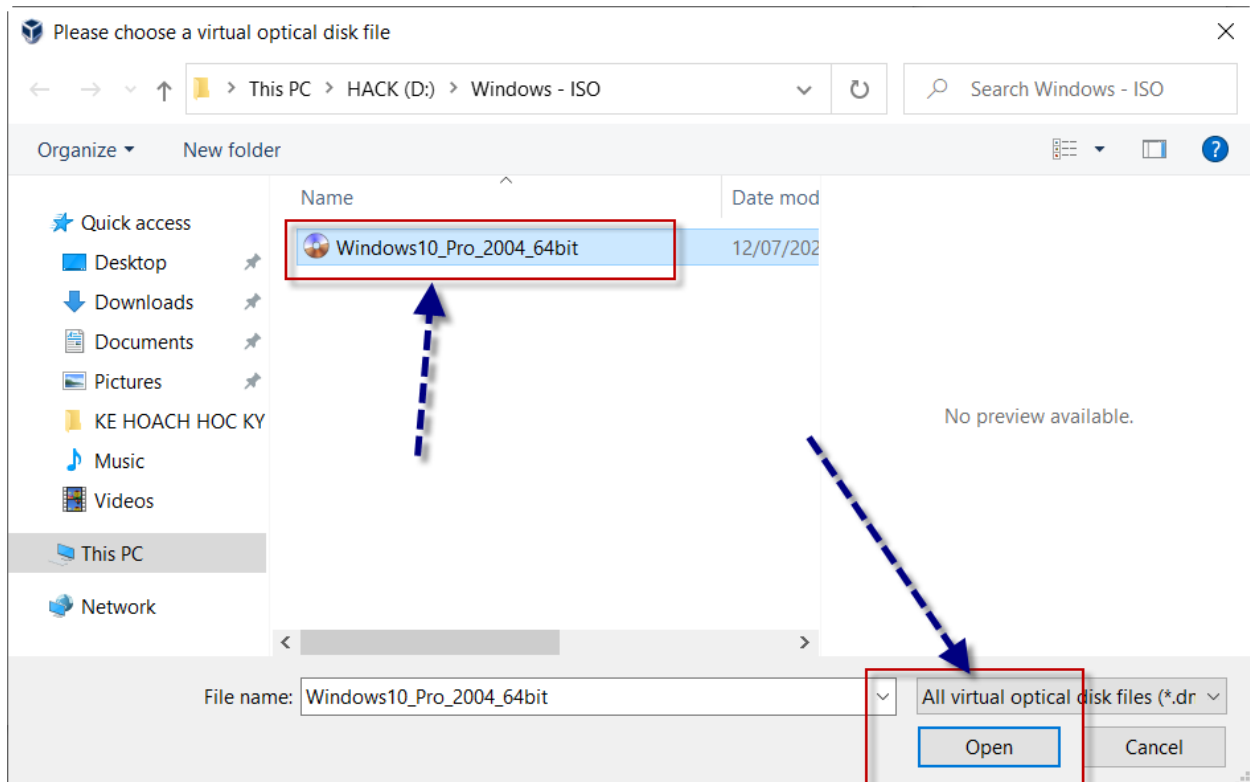 Please choose a virtual optical disk file
This PC > HACK (D:) > Windows - ISO
Search Windows - ISO
Organize
New folder
?
Name
Date mod
Quick access
Desktop
Downloads
Documents
Pictures
KE HOACH HOC KY
Music
Videos
This PC
Network
Windows10_Pro_2004_64bit 12/07/202
No preview available.
File name: Windows10_Pro_2004_64bit
All virtual optical disk files (*.dr
Open
Cancel